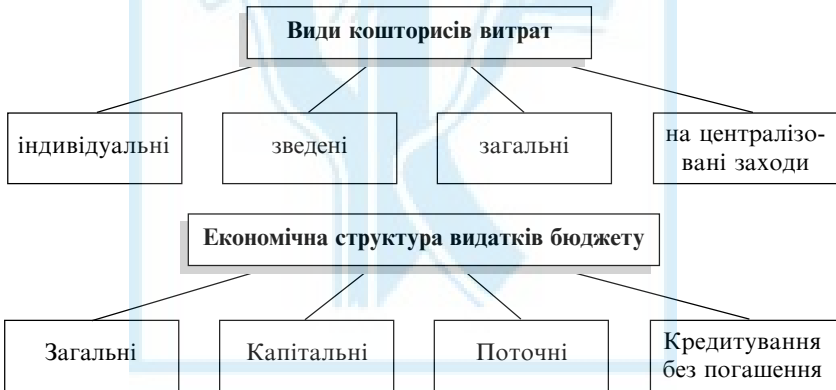 Види кошторисів витрат
індивідуальні
зведені
загальні
на централізо-
вані заходи
Економічна структура видатків бюджету
Загальні
Капітальні
Поточні
Кредитування
без погашення